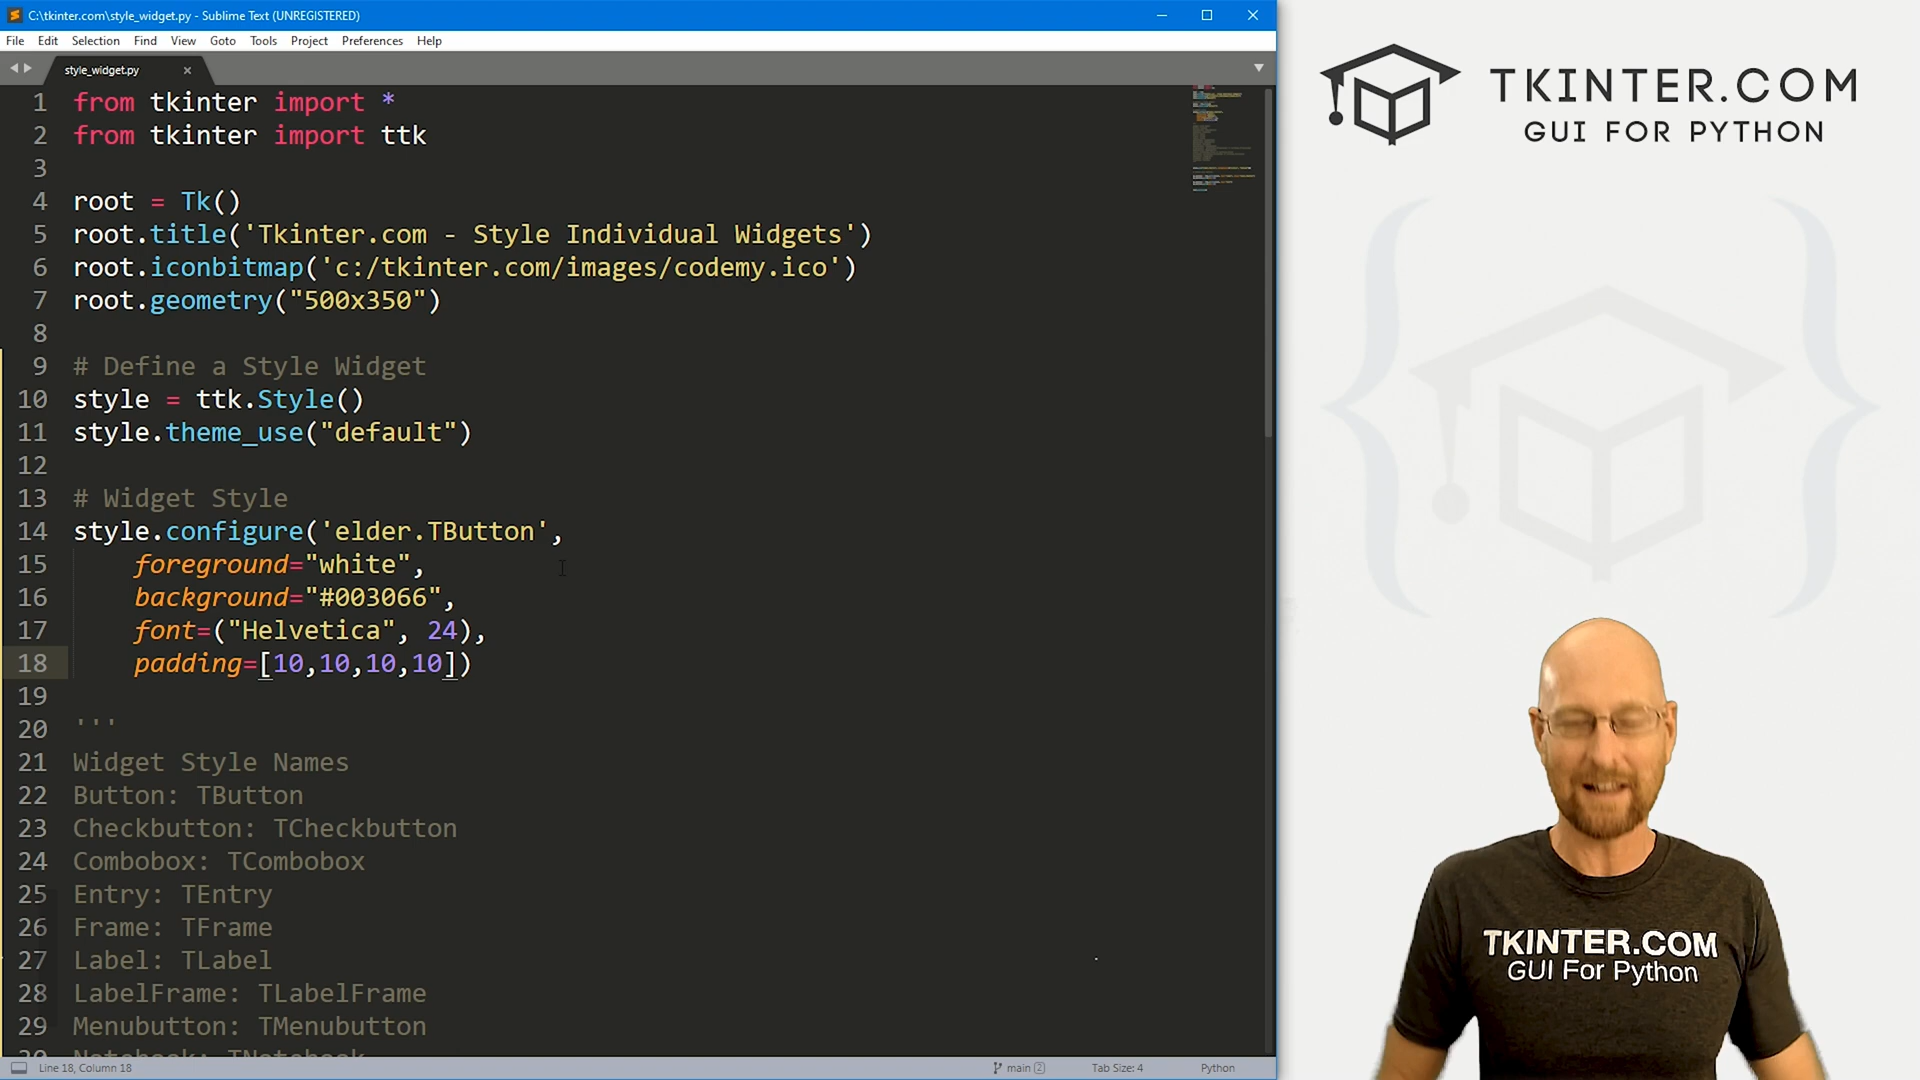 C:\tkinter.com\style_widget.py - Sublime Text (UNREGISTERED)
File Edit Selection Find View Goto Tools Project Preferences Help
style_widget.py
1 from tkinter import *
2 from tkinter import ttk
3
4 root = Tk()
5 root.title('Tkinter.com - Style Individual Widgets')
6 root.iconbitmap('c:/tkinter.com/images/codemy.ico')
7 root.geometry("500x350")
8
9 # Define a Style Widget
10 style = ttk.Style()
11 style.theme_use("default")
12
13 # Widget Style
14 style.configure('elder.TButton',
15 foreground="white",
16 background="#003066",
17 font=("Helvetica", 24),
18 padding=[10,10,10,10])
19
20 '''
21 Widget Style Names
22 Button: TButton
23 Checkbutton: TCheckbutton
24 Combobox: TCombobox
25 Entry: TEntry
26 Frame: TFrame
27 Label: TLabel
28 LabelFrame: TLabelFrame
29 Menubutton: TMenubutton
30 Notebook: TNotebook
Line 18, Column 18
main 2
Tab Size: 4
Python
TKINTER.COM
GUI FOR PYTHON
TKINTER.COM
GUI For Python